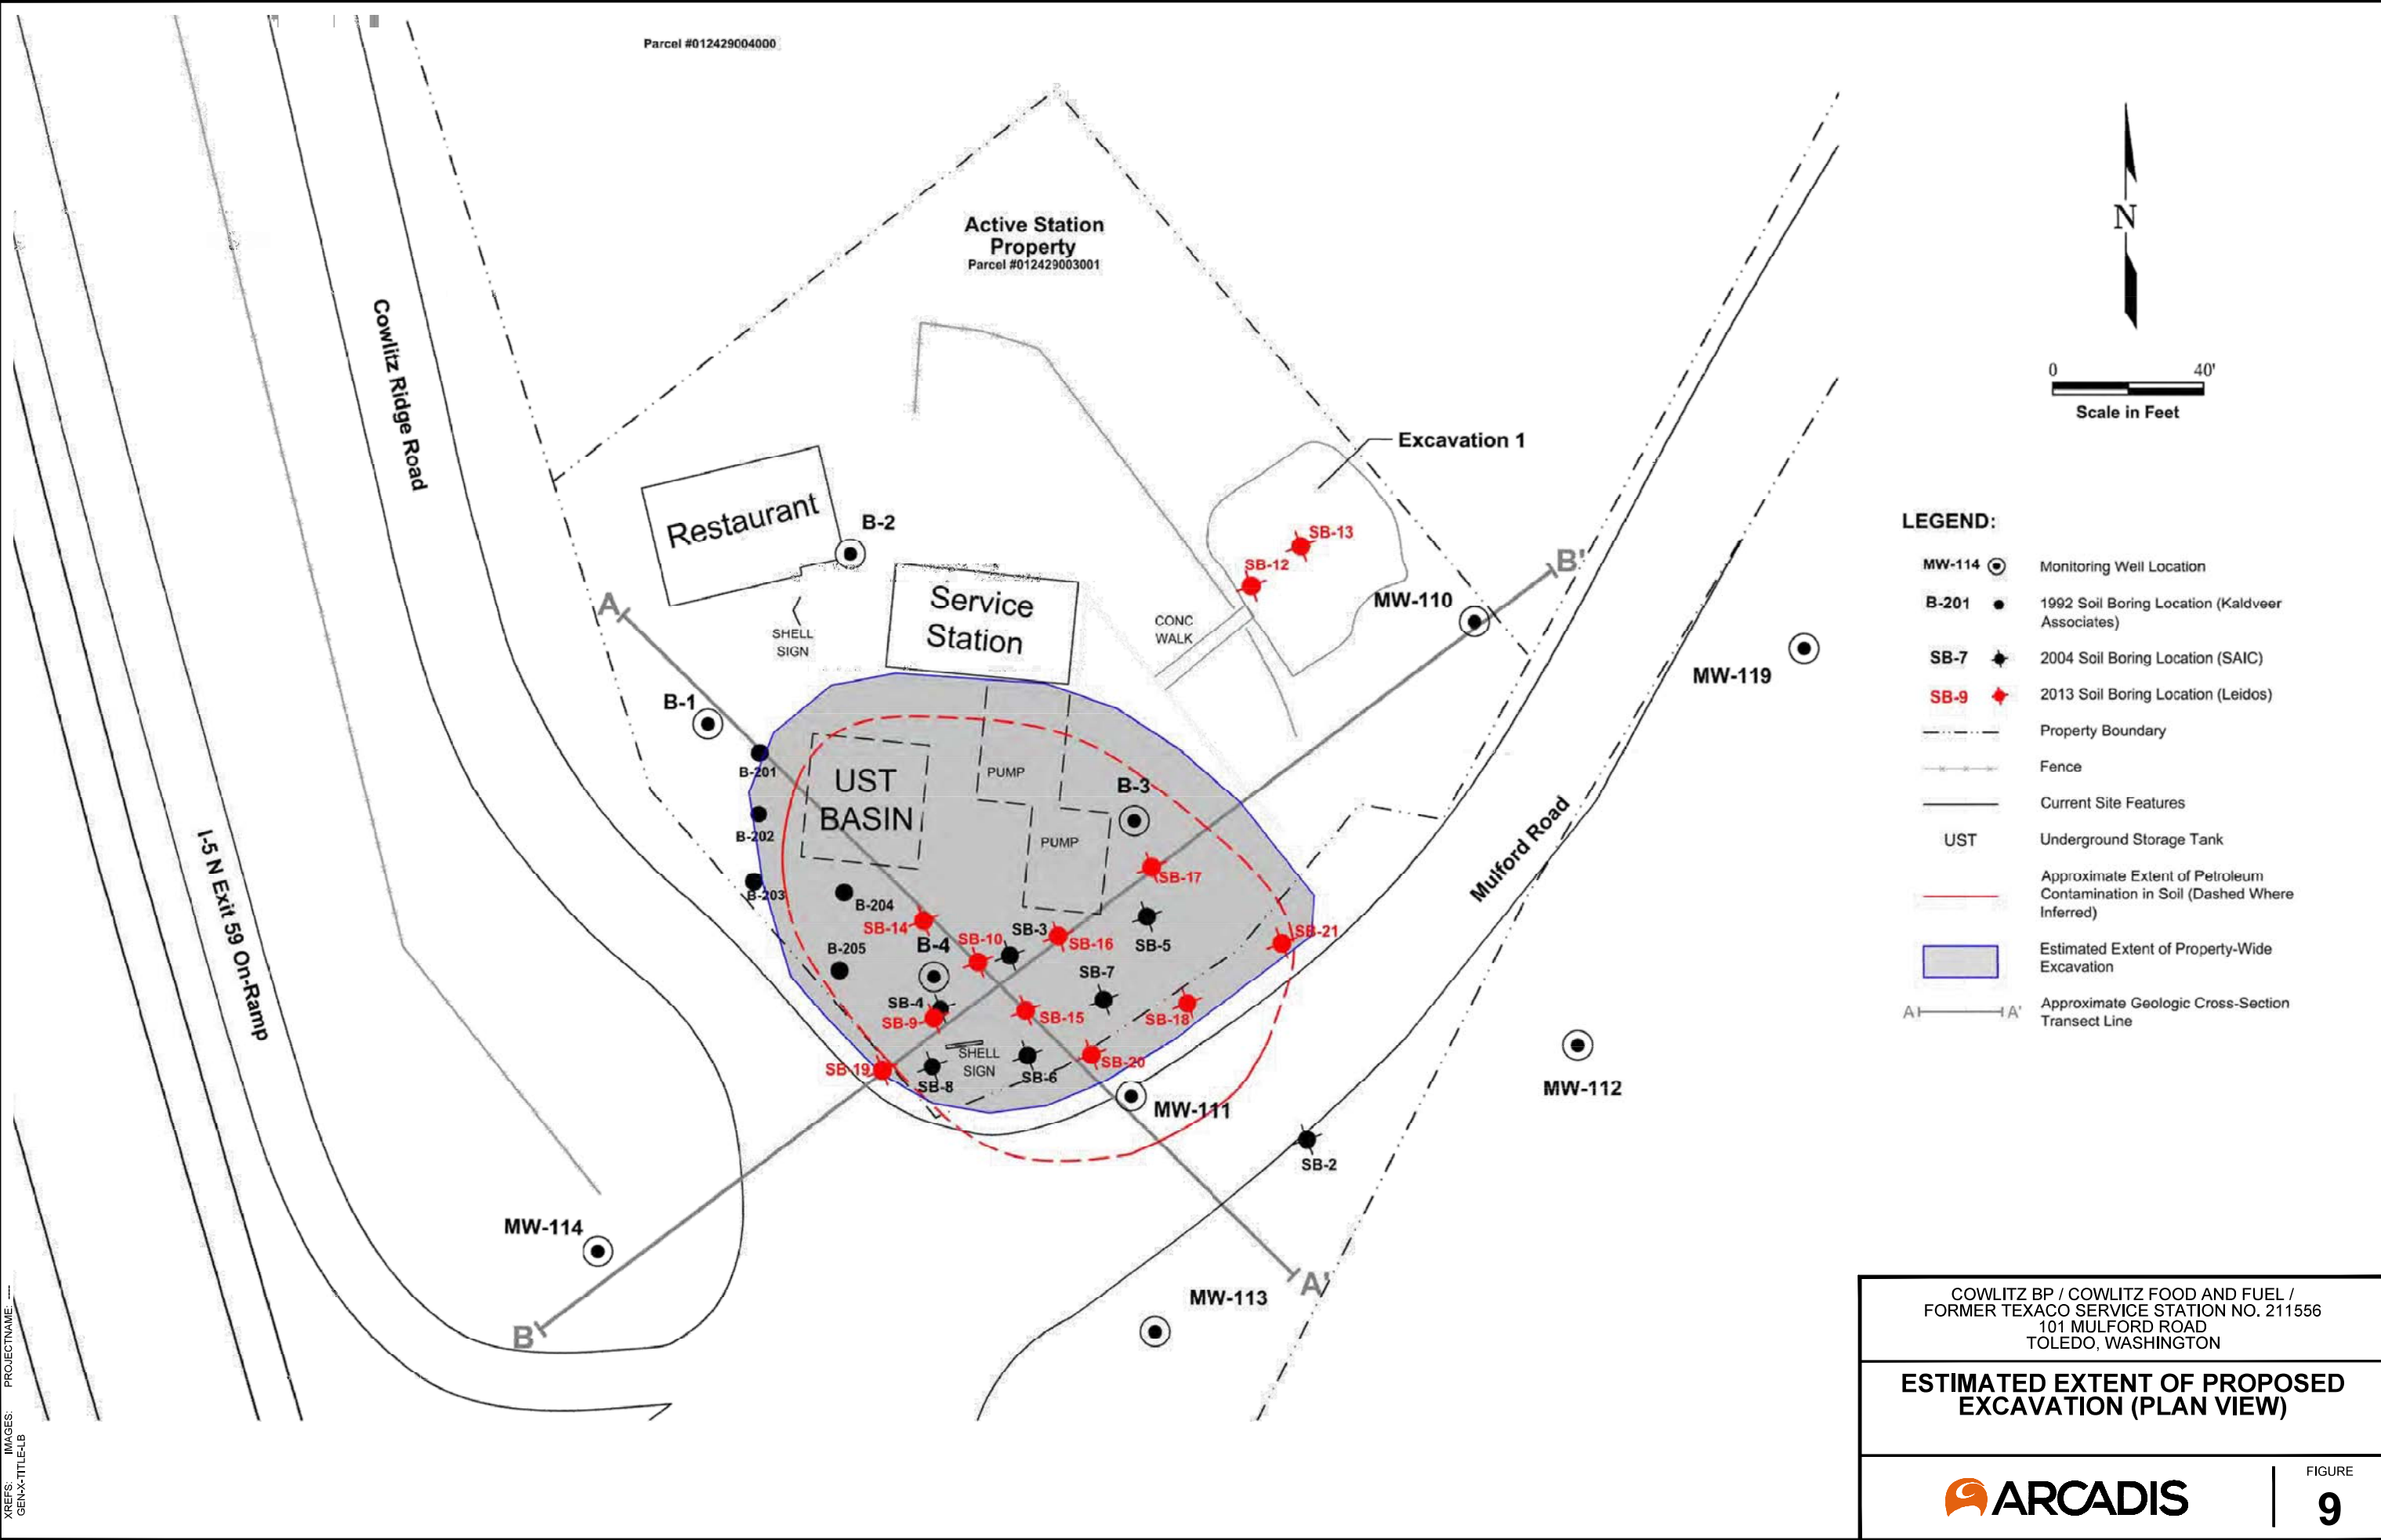 Parcel #012429004000
Active Station
Property
Parcel #012429003001
N
0 40'
Scale in Feet
Cowlitz Ridge Road
Excavation 1
Restaurant
B-2
SB-13
SB-12
B'
A
Service
Station
SHELL
SIGN
CONC
WALK
MW-110
MW-119
B-1
B-201
UST
BASIN
PUMP
B-3
B-202
PUMP
Mulford Road
I-5 N Exit 59 On-Ramp
B-203
B-204
SB-17
SB-14
SB-10
SB-3
SB-16
SB-5
SB-21
B-205
B-4
SB-7
SB-4
SB-9
SB-15
SB-18
SB-19
SHELL
SIGN
SB-8
SB-6
SB-20
MW-111
MW-112
SB-2
MW-114
A'
MW-113
B
LEGEND:
MW-114 Monitoring Well Location
B-201 1992 Soil Boring Location (Kaldveer
Associates)
SB-7 2004 Soil Boring Location (SAIC)
SB-9 2013 Soil Boring Location (Leidos)
Property Boundary
Fence
Current Site Features
UST Underground Storage Tank
Approximate Extent of Petroleum
Contamination in Soil (Dashed Where
Inferred)
Estimated Extent of Property-Wide
Excavation
A A' Approximate Geologic Cross-Section
Transect Line
COWLITZ BP / COWLITZ FOOD AND FUEL /
FORMER TEXACO SERVICE STATION NO. 211556
101 MULFORD ROAD
TOLEDO, WASHINGTON
ESTIMATED EXTENT OF PROPOSED
EXCAVATION (PLAN VIEW)
ARCADIS
FIGURE
9
XREFS: IMAGES: PROJECTNAME: ----
GEN-X-TITLE-LB